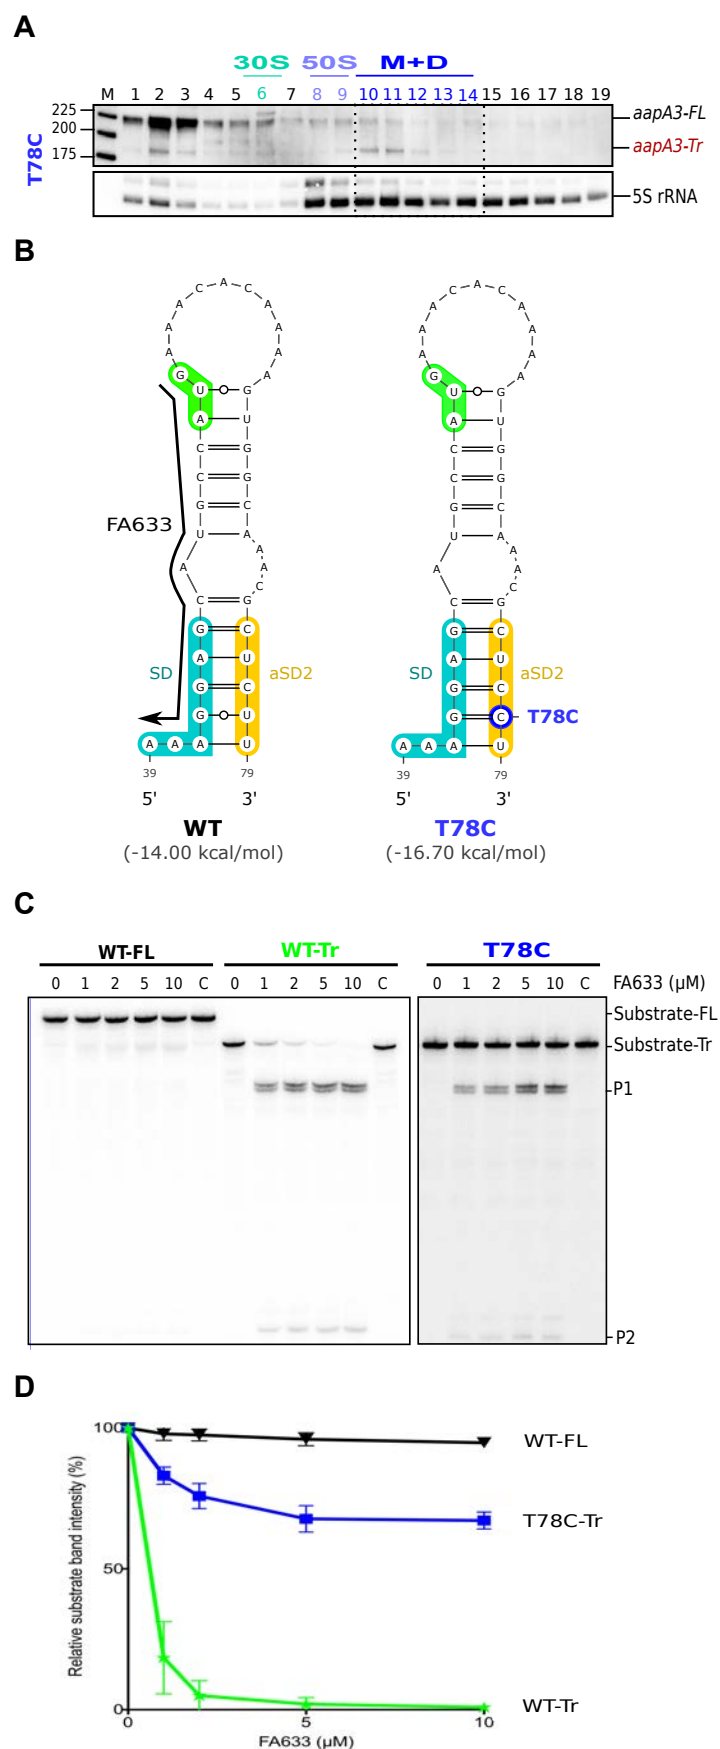 A
30S 50S M+D
M 1 2 3 4 5 6 7 8 9 10 11 12 13 14 15 16 17 18 19
225
200
175
T78C
aapA3-FL
aapA3-Tr
5S rRNA
B
FA633
SD
aSD2
39
79
5'
3'
WT
(-14.00 kcal/mol)
SD
aSD2
T78C
39
79
5'
3'
T78C
(-16.70 kcal/mol)
C
WT-FL WT-Tr T78C
0 1 2 5 10 C 0 1 2 5 10 C 0 1 2 5 10 C FA633 (µM)
Substrate-FL
Substrate-Tr
P1
P2
D
Relative substrate band intensity (%)
100
50
0
0 5 10
FA633 (µM)
WT-FL
T78C-Tr
WT-Tr